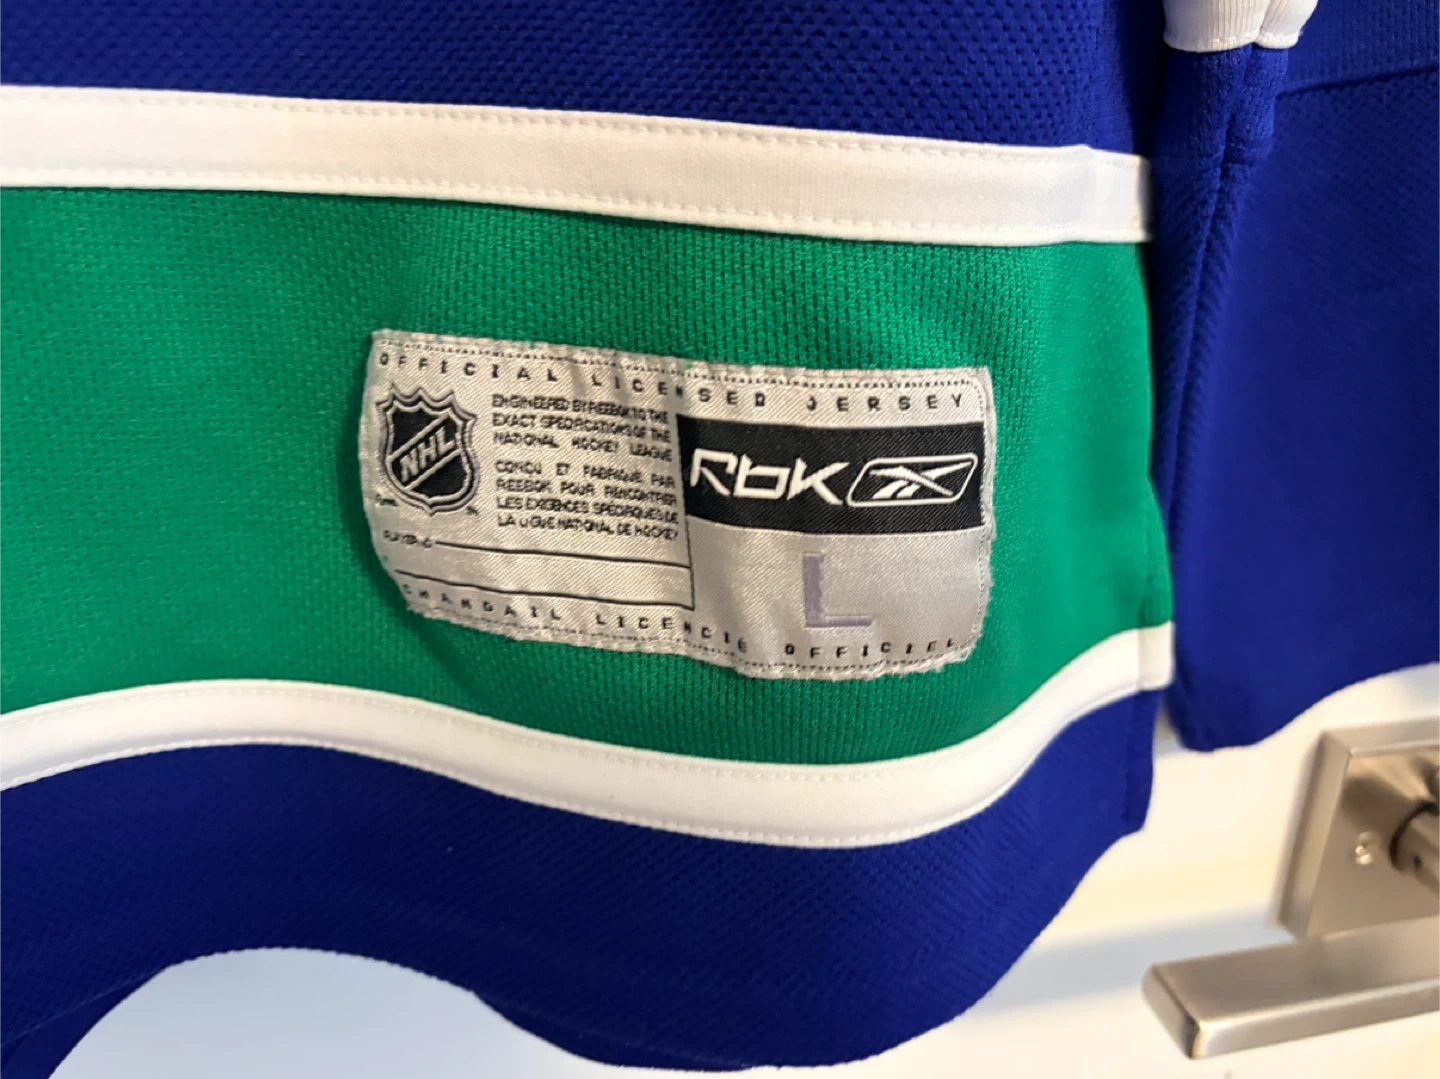 OFFICIAL LICENSED JERSEY
NHL
ENGINEERED BY REEBOK TO THE
EXACT SPECIFICATIONS OF THE
NATIONAL HOCKEY LEAGUE
CONÇU ET FABRIQUÉ PAR
REEBOK POUR RENCONTRER
LES EXIGENCES SPÉCIFIQUES DE
LA LIGUE NATIONAL DE HOCKEY
Rbk
L
CHANDAIL LICENCIÉ OFFICIEL